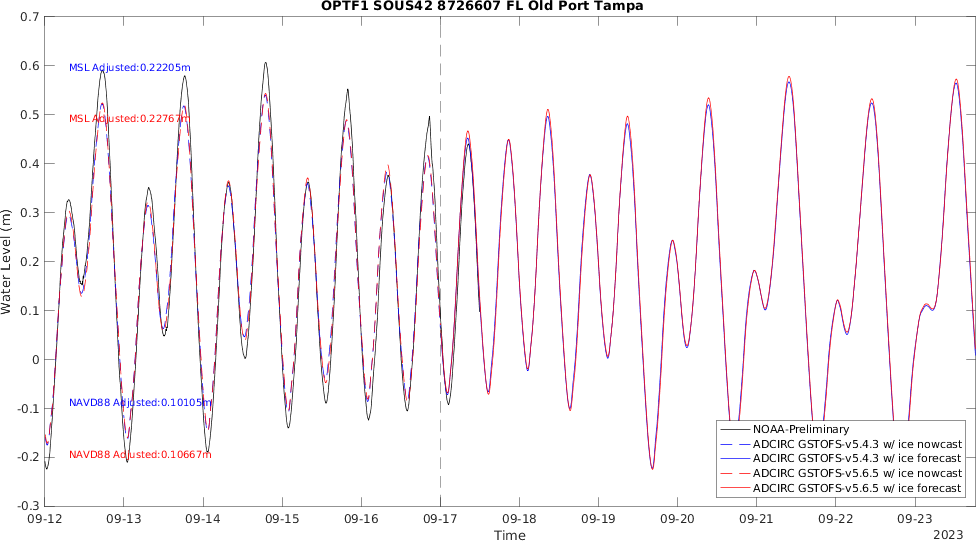 OPTF1 SOUS42 8726607 FL Old Port Tampa
0.7
0.6
0.5
0.4
0.3
0.2
0.1
0
-0.1
-0.2
-0.3
Water Level (m)
MSL Adjusted:0.22205m
MSL Adjusted:0.22767m
NAVD88 Adjusted:0.10105m
NAVD88 Adjusted:0.10667m
NOAA-Preliminary
ADCIRC GSTOFS-v5.4.3 w/ ice nowcast
ADCIRC GSTOFS-v5.4.3 w/ ice forecast
ADCIRC GSTOFS-v5.6.5 w/ ice nowcast
ADCIRC GSTOFS-v5.6.5 w/ ice forecast
09-12 09-13 09-14 09-15 09-16 09-17 09-18 09-19 09-20 09-21 09-22 09-23
Time
2023